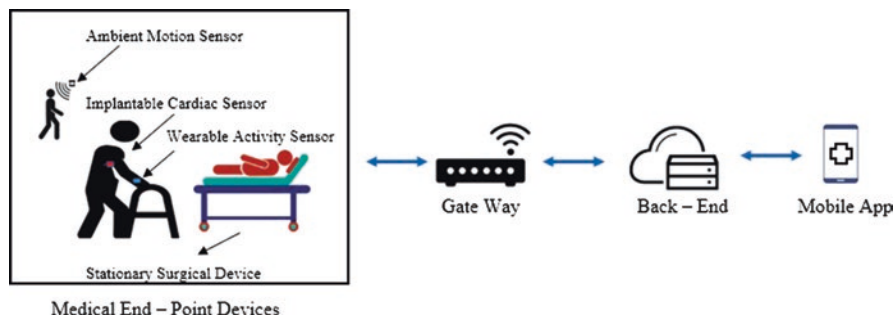 Ambient Motion Sensor
Implantable Cardiac Sensor
Wearable Activity Sensor
Stationary Surgical Device
Medical End – Point Devices
Gate Way
Back – End
Mobile App